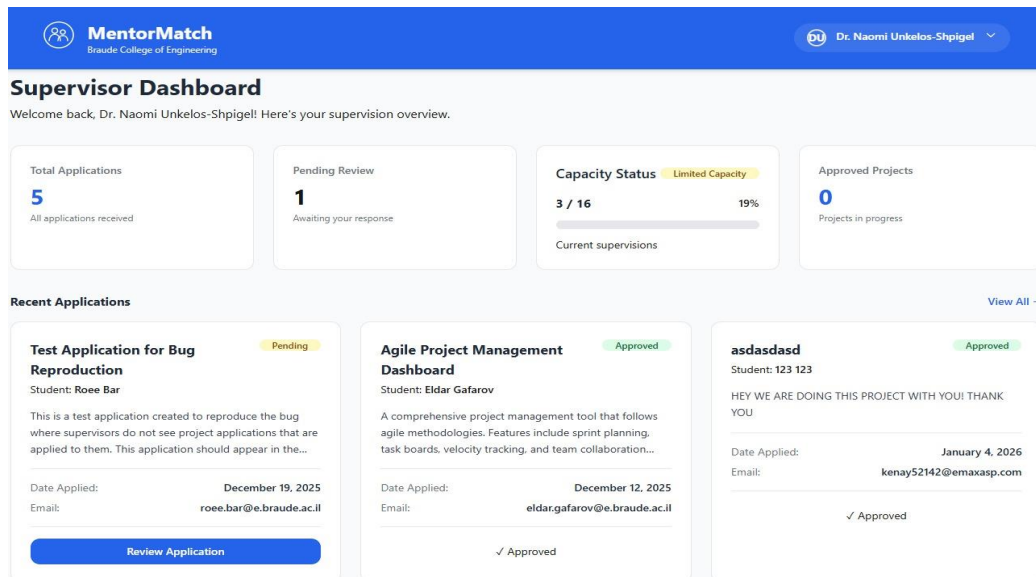 MentorMatch
Braude College of Engineering
DU Dr. Naomi Unkelos-Shpigel
Supervisor Dashboard
Welcome back, Dr. Naomi Unkelos-Shpigel! Here's your supervision overview.
Total Applications
5
All applications received
Pending Review
1
Awaiting your response
Capacity Status Limited Capacity
3 / 16 19%
Current supervisions
Approved Projects
0
Projects in progress
Recent Applications
View All
Test Application for Bug
Reproduction
Pending
Student: Roee Bar
This is a test application created to reproduce the bug
where supervisors do not see project applications that are
applied to them. This application should appear in the...
Date Applied: December 19, 2025
Email: roee.bar@e.braude.ac.il
Review Application
Agile Project Management
Dashboard
Approved
Student: Eldar Gafarov
A comprehensive project management tool that follows
agile methodologies. Features include sprint planning,
task boards, velocity tracking, and team collaboration...
Date Applied: December 12, 2025
Email: eldar.gafarov@e.braude.ac.il
✓ Approved
asdasdasd
Approved
Student: 123 123
HEY WE ARE DOING THIS PROJECT WITH YOU! THANK
YOU
Date Applied: January 4, 2026
Email: kenay52142@emaxasp.com
✓ Approved